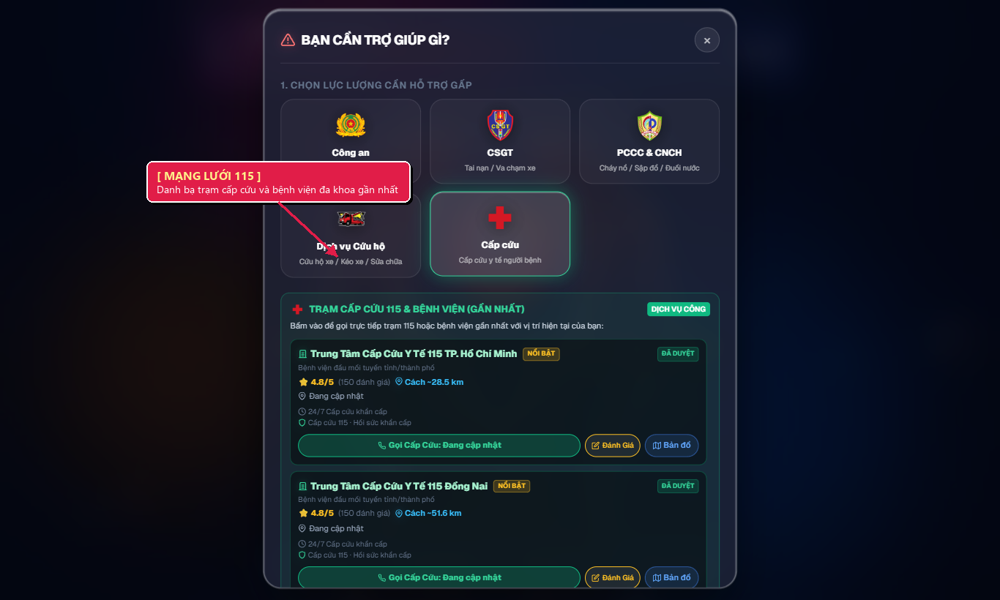 BẠN CẦN TRỢ GIÚP GÌ?
1. CHỌN LỰC LƯỢNG CẦN HỖ TRỢ GẤP
Công an
CSGT
CSGT
Tai nạn / Va chạm xe
PCCC & CNCH
Cháy nổ / Sập đổ / Đuối nước
[ MẠNG LƯỚI 115 ]
Danh bạ trạm cấp cứu và bệnh viện đa khoa gần nhất
Dịch vụ Cứu hộ
Cứu hộ xe / Kéo xe / Sửa chữa
Cấp cứu
Cấp cứu y tế người bệnh
TRẠM CẤP CỨU 115 & BỆNH VIỆN (GẦN NHẤT)
DỊCH VỤ CÔNG
Bấm vào để gọi trực tiếp trạm 115 hoặc bệnh viện gần nhất với vị trí hiện tại của bạn:
Trung Tâm Cấp Cứu Y Tế 115 TP. Hồ Chí Minh NỔI BẬT
ĐÃ DUYỆT
Bệnh viện đầu mối tuyến tỉnh/thành phố
4.8/5 (150 đánh giá) Cách ~28.5 km
Đang cập nhật
24/7 Cấp cứu khẩn cấp
Cấp cứu 115 · Hồi sức khẩn cấp
Gọi Cấp Cứu: Đang cập nhật
Đánh Giá
Bản đồ
Trung Tâm Cấp Cứu Y Tế 115 Đồng Nai NỔI BẬT
ĐÃ DUYỆT
Bệnh viện đầu mối tuyến tỉnh/thành phố
4.8/5 (150 đánh giá) Cách ~51.6 km
Đang cập nhật
24/7 Cấp cứu khẩn cấp
Cấp cứu 115 · Hồi sức khẩn cấp
Gọi Cấp Cứu: Đang cập nhật
Đánh Giá
Bản đồ